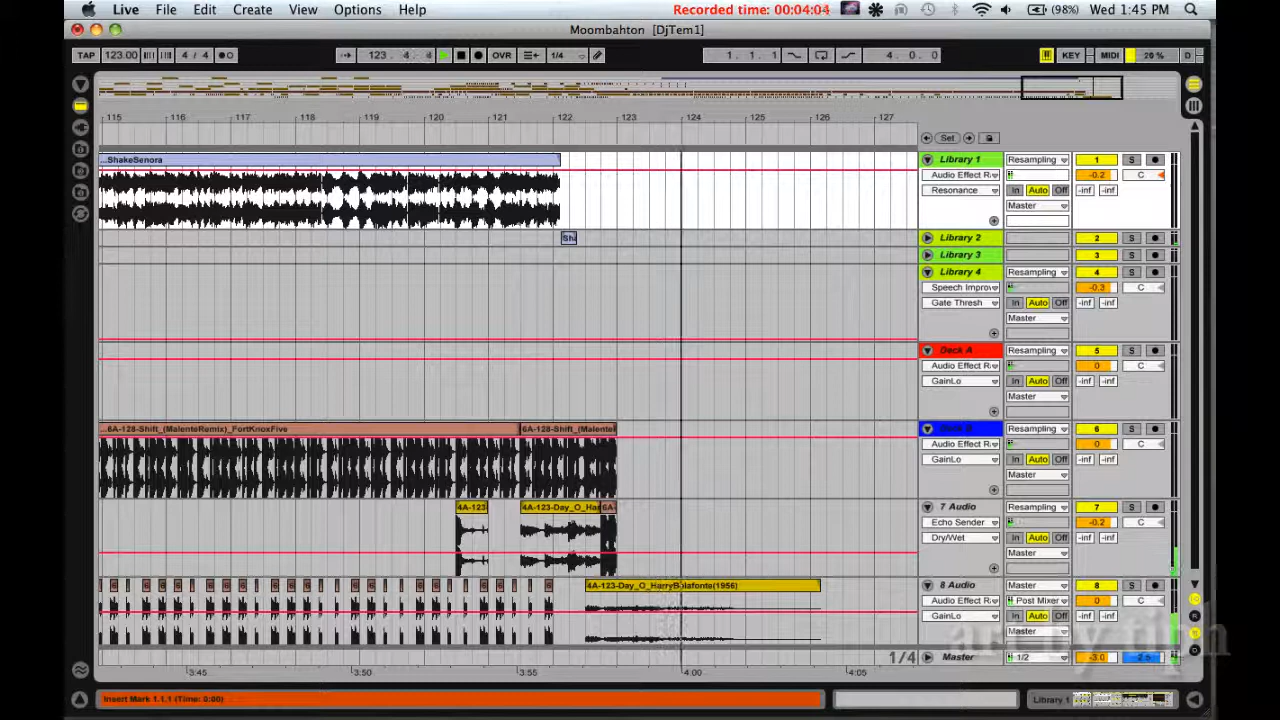 Live File Edit Create View Options Help Recorded time: 00:04:04 (98%) Wed 1:45 PM
Moombahton [DjTem1]
TAP 123.00 4 / 4 123. 4. 4 OVR 1/4 1. 1. 1 4. 0. 0 KEY MIDI 20 % D
115 116 117 118 119 120 121 122 123 124 125 126 127
Set
...ShakeSenora Library 1 Resampling 1 S
Audio Effect R -0.2 C
Resonance In Auto Off -inf -inf
Master
Library 2 2 S
Library 3 3 S
Library 4 Resampling 4 S
Speech Improv -0.3 C
Gate Thresh In Auto Off -inf -inf
Master
Deck A Resampling 5 S
Audio Effect R 0 C
GainLo In Auto Off -inf -inf
Master
...6A-128-Shift_(MalenteRemix)_FortKnoxFive 6A-128-Shift_(Malente Deck B Resampling 6 S
Audio Effect R 0 C
GainLo In Auto Off -inf -inf
Master
4A-123 4A-123-Day_O_Ha 6A- 7 Audio Resampling 7 S
Echo Sender -0.2 C
Dry/Wet In Auto Off -inf -inf
Master
4A-123-Day_O_HarryBelafonte(1956) 8 Audio Master 8 S
Audio Effect R Post Mixer 0 C
GainLo In Auto Off -inf -inf
Master
1/4 Master 1/2 -3.0 -2.5
3:45 3:50 3:55 4:00 4:05
art by tiph
Insert Mark 1.1.1 (Time: 0:00) Library 1